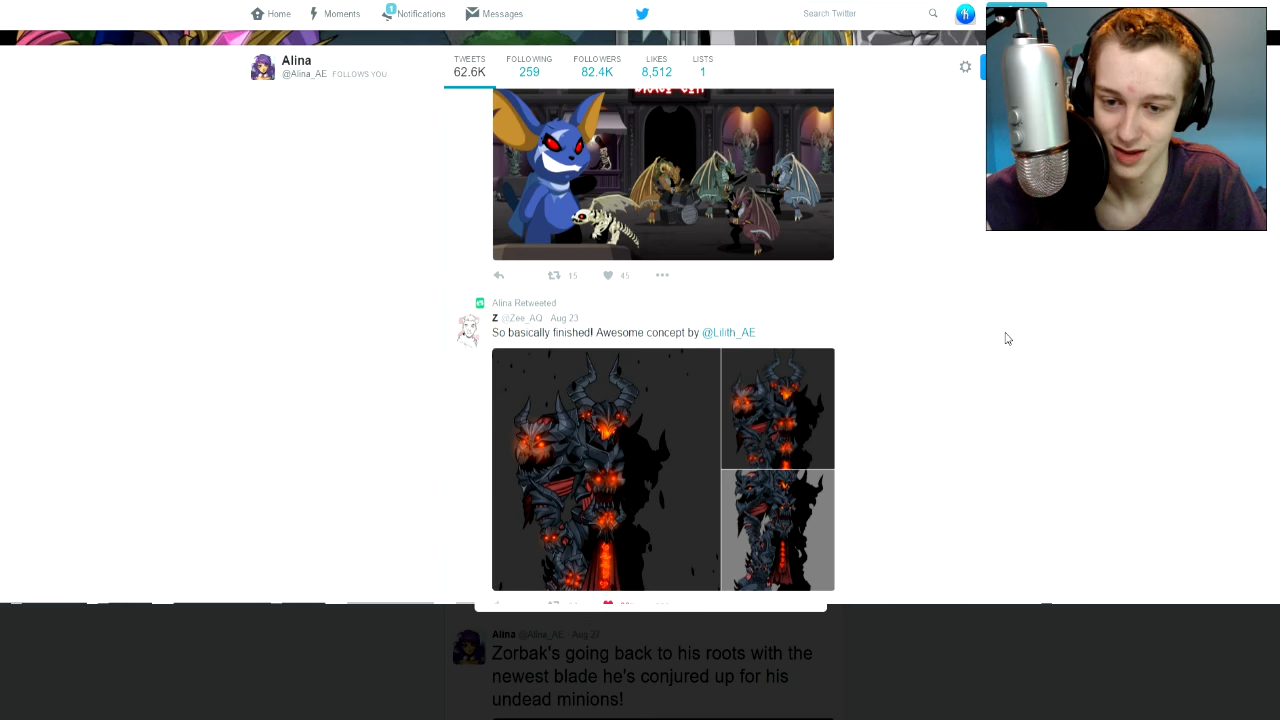 Home
Moments
1
Notifications
Messages
Search Twitter
Alina
@Alina_AE FOLLOWS YOU
TWEETS
62.6K
FOLLOWING
259
FOLLOWERS
82.4K
LIKES
8,512
LISTS
1
15
45
Alina Retweeted
Z @Zee_AQ · Aug 23
So basically finished! Awesome concept by @Lilith_AE
Alina @Alina_AE · Aug 27
Zorbak's going back to his roots with the
newest blade he's conjured up for his
undead minions!